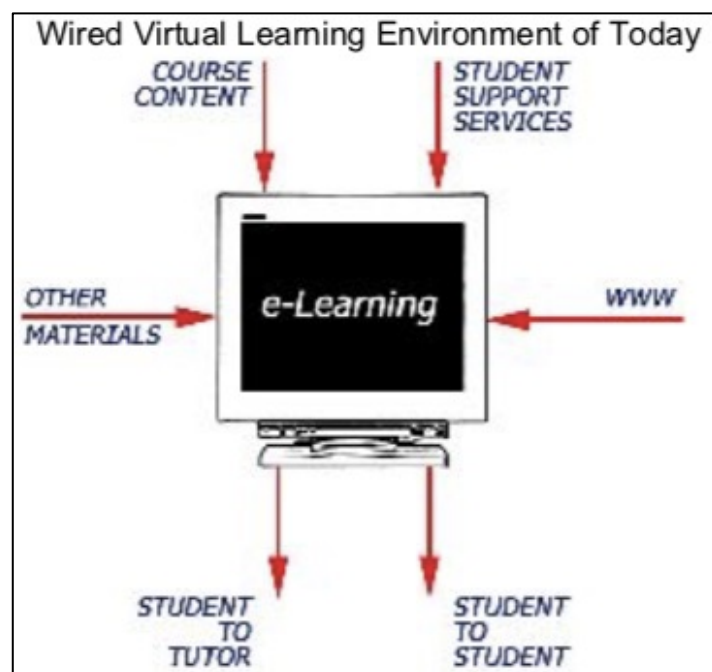 Wired Virtual Learning Environment of Today
COURSE
CONTENT
STUDENT
SUPPORT
SERVICES
OTHER
MATERIALS
e-Learning
WWW
STUDENT
TO
TUTOR
STUDENT
TO
STUDENT